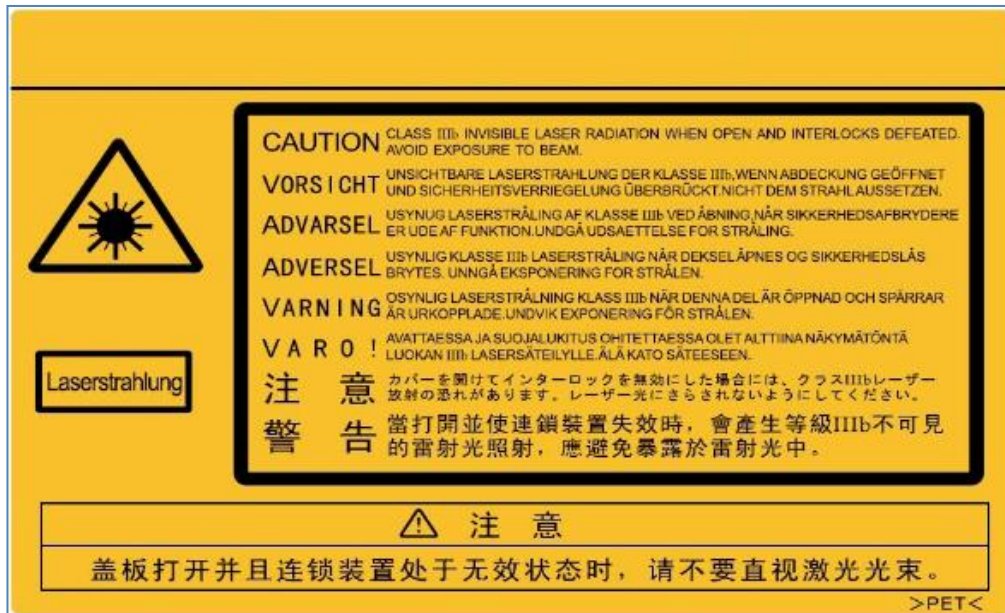 CAUTION CLASS IIIb INVISIBLE LASER RADIATION WHEN OPEN AND INTERLOCKS DEFEATED.
AVOID EXPOSURE TO BEAM.
VORSICHT UNSICHTBARE LASERSTRAHLUNG DER KLASSE IIIb,WENN ABDECKUNG GEÖFFNET
UND SICHERHEITSVERRIEGELUNG ÜBERBRÜCKT.NICHT DEM STRAHL AUSSETZEN.
ADVARSEL USYNUG LASERSTRÅLING AF KLASSE IIIb VED ÅBNING,NÅR SIKKERHEDSAFBRYDERE
ER UDE AF FUNKTION.UNDGÅ UDSAETTELSE FOR STRÅLING.
ADVERSEL USYNLIG KLASSE IIIb LASERSTRÅLING NÅR DEKSEL ÅPNES OG SIKKERHEDSLÅS
BRYTES. UNNGÅ EKSPONERING FOR STRÅLEN.
VARNING OSYNLIG LASERSTRÅLNING KLASS IIIb NÄR DENNA DEL ÄR ÖPPNAD OCH SPÄRRAR
ÄR URKOPPLADE.UNDVIK EXPONERING FÖR STRÅLEN.
VARO! AVATTAESSA JA SUOJALUKITUS OHITETTAESSA OLET ALTTIINA NÄKYMÄTÖNTÄ
LUOKAN IIIb LASERSÄTEILYLLE.ÄLÄ KATO SÄTEESEEN.
Laserstrahlung
注 意 カバーを開けてインターロックを無効にした場合には、クラスIIIbレーザー
放射の恐れがあります。レーザー光にさらされないようにしてください。
警 告 當打開並使連鎖裝置失效時，會產生等級IIIb不可見
的雷射光照射，應避免暴露於雷射光中。
注 意
盖板打开并且连锁装置处于无效状态时，请不要直视激光光束。
>PET<